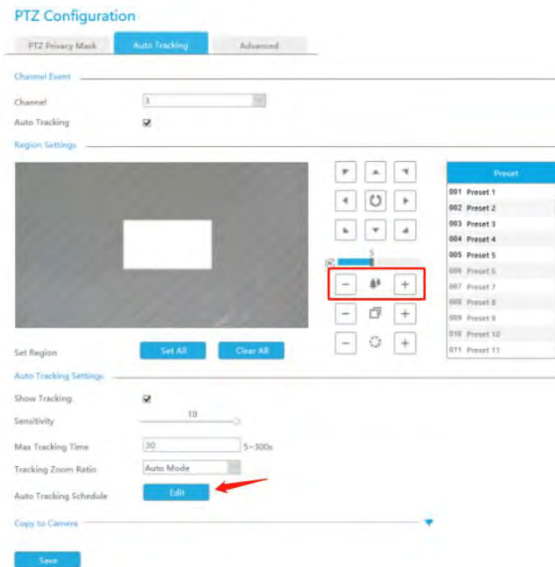 PTZ Configuration
PTZ Privacy Mask Auto Tracking Advanced
Channel Event
Channel 3
Auto Tracking
Region Settings
Preset
001 Preset 1
002 Preset 2
003 Preset 3
004 Preset 4
005 Preset 5
006 Preset 6
007 Preset 7
008 Preset 8
009 Preset 9
010 Preset 10
011 Preset 11
5
Set Region Set All Clear All
Auto Tracking Settings
Show Tracking
Sensitivity 10
Max Tracking Time 30 5~300s
Tracking Zoom Ratio Auto Mode
Auto Tracking Schedule Edit
Copy to Camera
Save